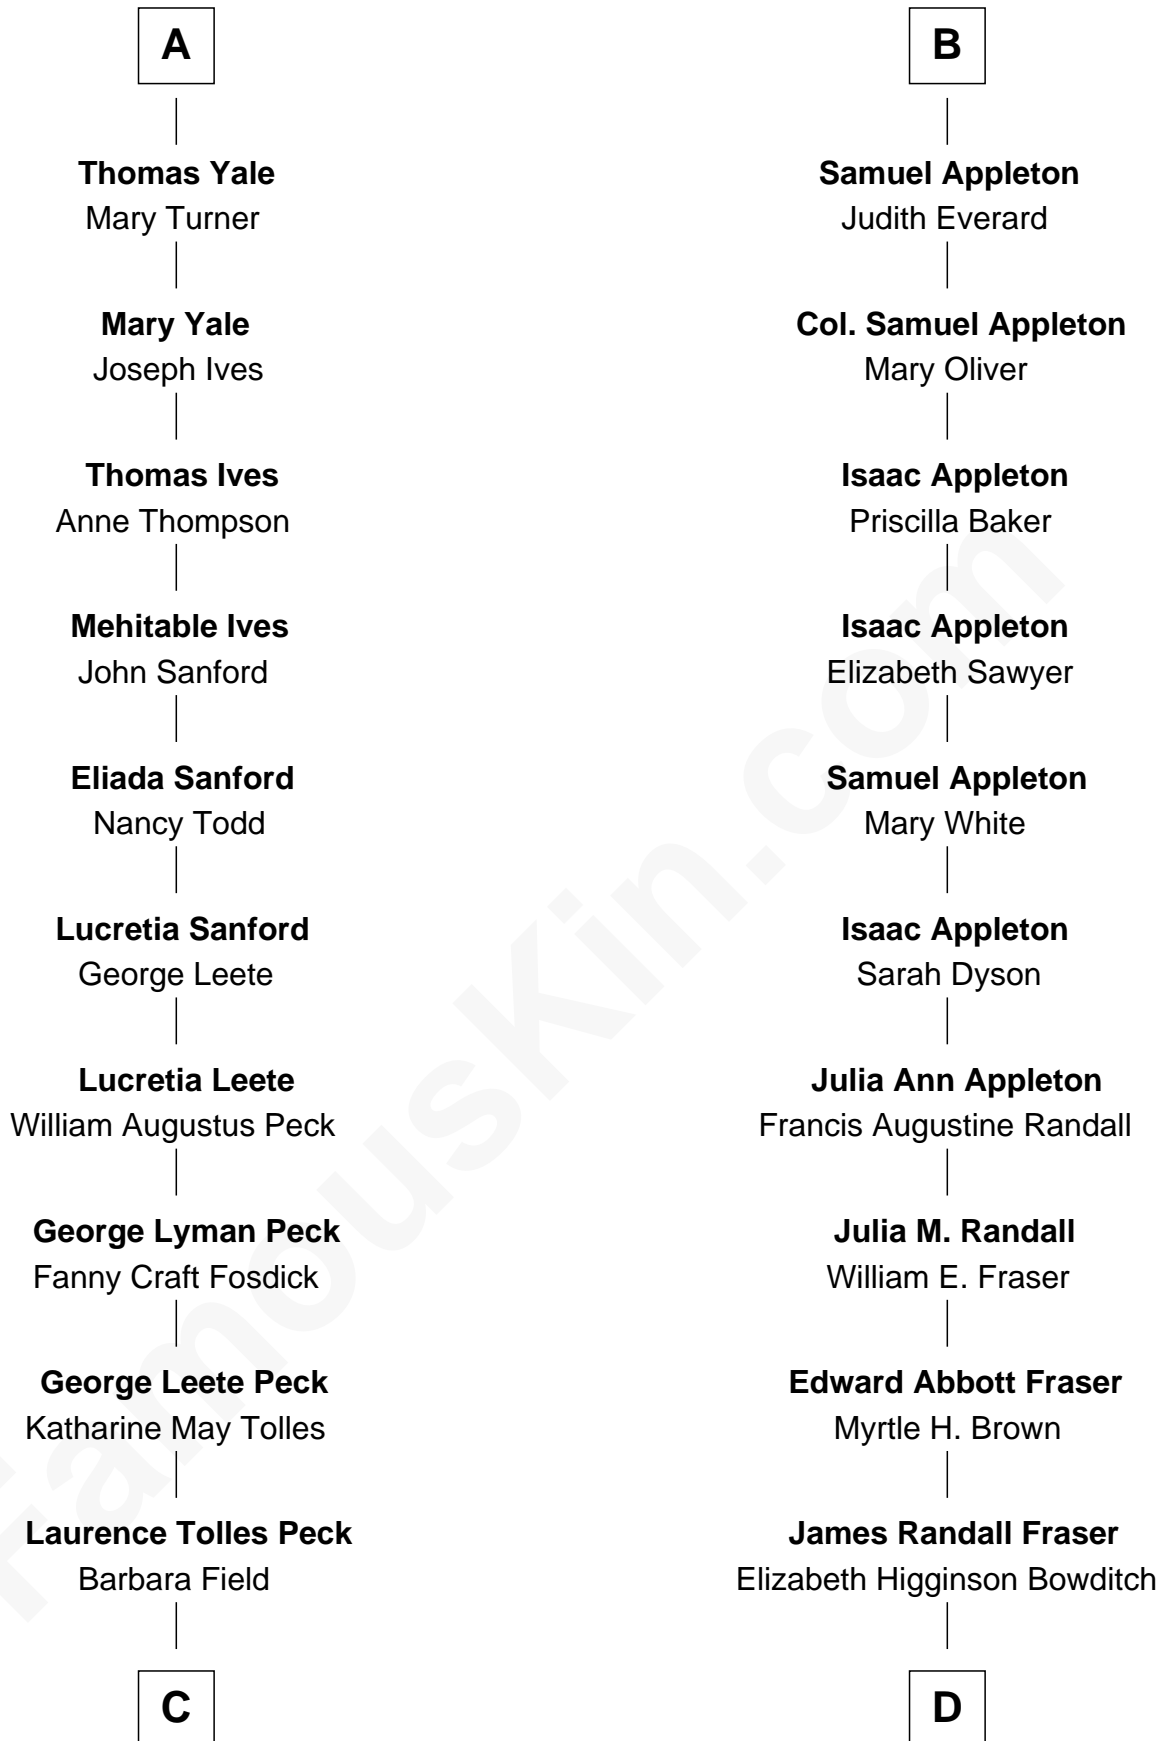 A
Thomas Yale
Mary Turner
Mary Yale
Joseph Ives
Thomas Ives
Anne Thompson
Mehitable Ives
John Sanford
Eliada Sanford
Nancy Todd
Lucretia Sanford
George Leete
Lucretia Leete
William Augustus Peck
George Lyman Peck
Fanny Craft Fosdick
George Leete Peck
Katharine May Tolles
Laurence Tolles Peck
Barbara Field
C
B
Samuel Appleton
Judith Everard
Col. Samuel Appleton
Mary Oliver
Isaac Appleton
Priscilla Baker
Isaac Appleton
Elizabeth Sawyer
Samuel Appleton
Mary White
Isaac Appleton
Sarah Dyson
Julia Ann Appleton
Francis Augustine Randall
Julia M. Randall
William E. Fraser
Edward Abbott Fraser
Myrtle H. Brown
James Randall Fraser
Elizabeth Higginson Bowditch
D
FamousKin.com